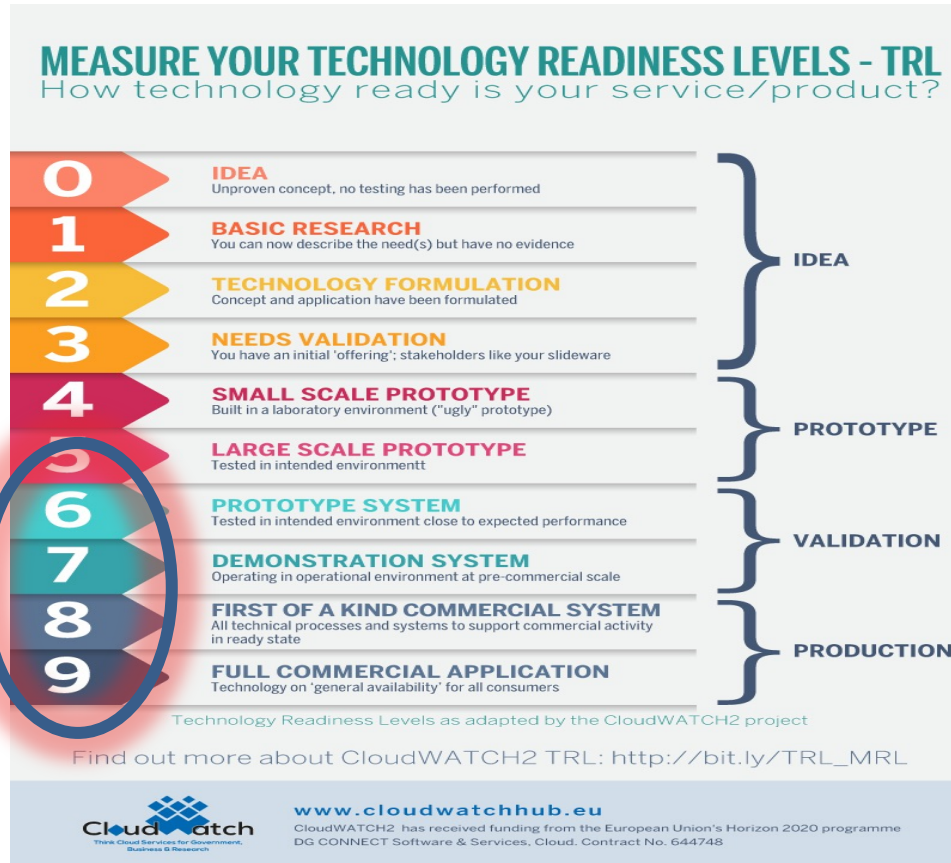 MEASURE YOUR TECHNOLOGY READINESS LEVELS - TRL
How technology ready is your service/product?
0
IDEA
Unproven concept, no testing has been performed
1
BASIC RESEARCH
You can now describe the need(s) but have no evidence
2
TECHNOLOGY FORMULATION
Concept and application have been formulated
3
NEEDS VALIDATION
You have an initial 'offering'; stakeholders like your slideware
IDEA
4
SMALL SCALE PROTOTYPE
Built in a laboratory environment ("ugly" prototype)
5
LARGE SCALE PROTOTYPE
Tested in intended environmentt
PROTOTYPE
6
PROTOTYPE SYSTEM
Tested in intended environment close to expected performance
7
DEMONSTRATION SYSTEM
Operating in operational environment at pre-commercial scale
VALIDATION
8
FIRST OF A KIND COMMERCIAL SYSTEM
All technical processes and systems to support commercial activity
in ready state
9
FULL COMMERCIAL APPLICATION
Technology on 'general availability' for all consumers
PRODUCTION
Technology Readiness Levels as adapted by the CloudWATCH2 project
Find out more about CloudWATCH2 TRL: http://bit.ly/TRL_MRL
CloudWatch
Think Cloud Services for Government,
Business & Research
www.cloudwatchhub.eu
CloudWATCH2 has received funding from the European Union's Horizon 2020 programme
DG CONNECT Software & Services, Cloud. Contract No. 644748